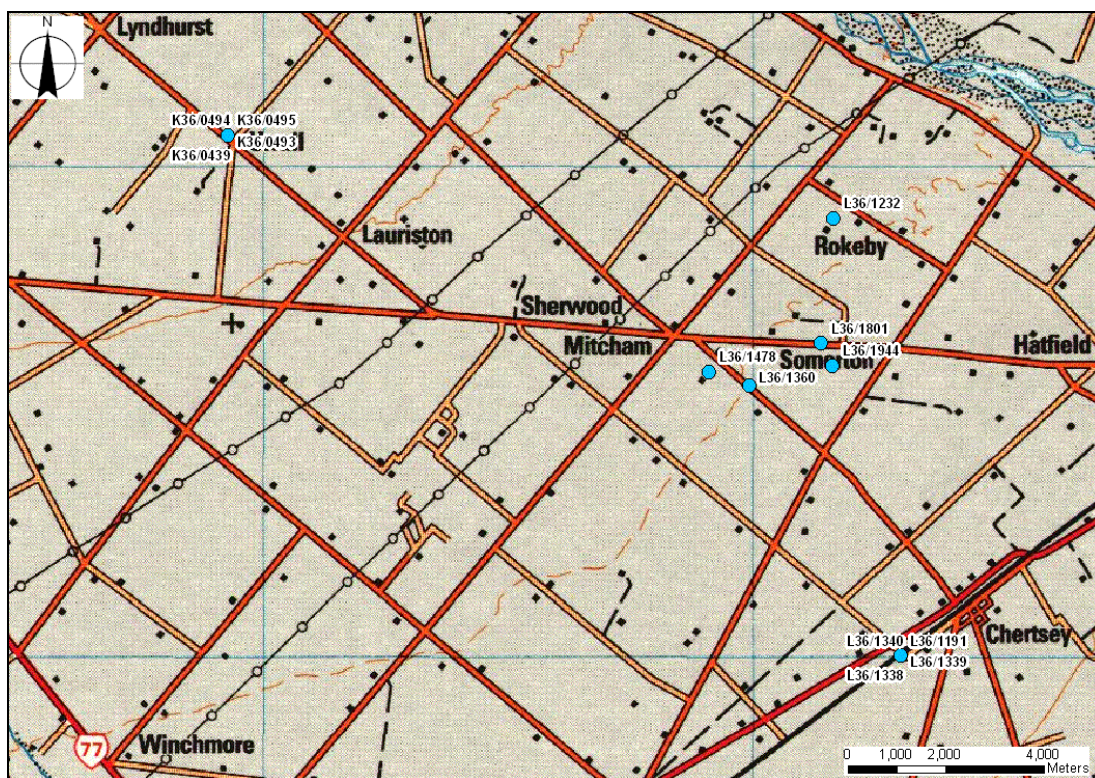 N
Lyndhurst
K36/0494 K36/0495
K36/0493
K36/0439
L36/1232
Lauriston
Rokeby
Sherwood
L36/1801
Mitcham
L36/1478
L36/1944
Somerton
Hatfield
L36/1360
Chertsey
L36/1340 L36/1191
L36/1339
L36/1338
77
Winchmore
0 1,000 2,000 4,000
Meters